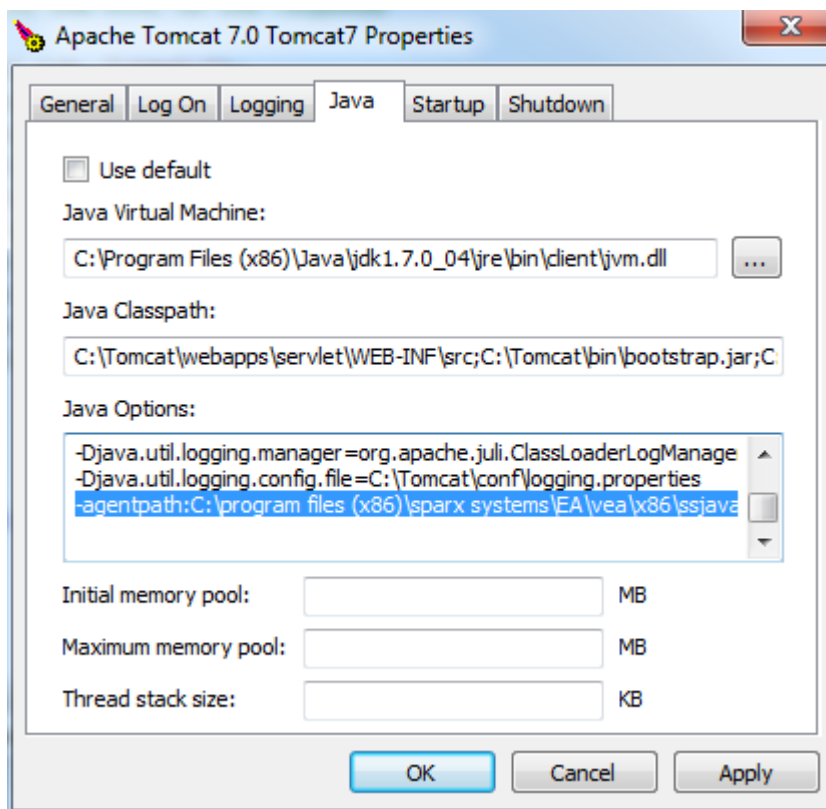 Apache Tomcat 7.0 Tomcat7 Properties
General Log On Logging Java Startup Shutdown
Use default
Java Virtual Machine:
C:\Program Files (x86)\Java\jdk1.7.0_04\jre\bin\client\jvm.dll
...
Java Classpath:
C:\Tomcat\webapps\servlet\WEB-INF\src;C:\Tomcat\bin\bootstrap.jar;C:
Java Options:
-Djava.util.logging.manager=org.apache.juli.ClassLoaderLogManage
-Djava.util.logging.config.file=C:\Tomcat\conf\logging.properties
-agentpath:C:\program files (x86)\sparx systems\EA\vea\x86\ssjava
Initial memory pool: MB
Maximum memory pool: MB
Thread stack size: KB
OK Cancel Apply